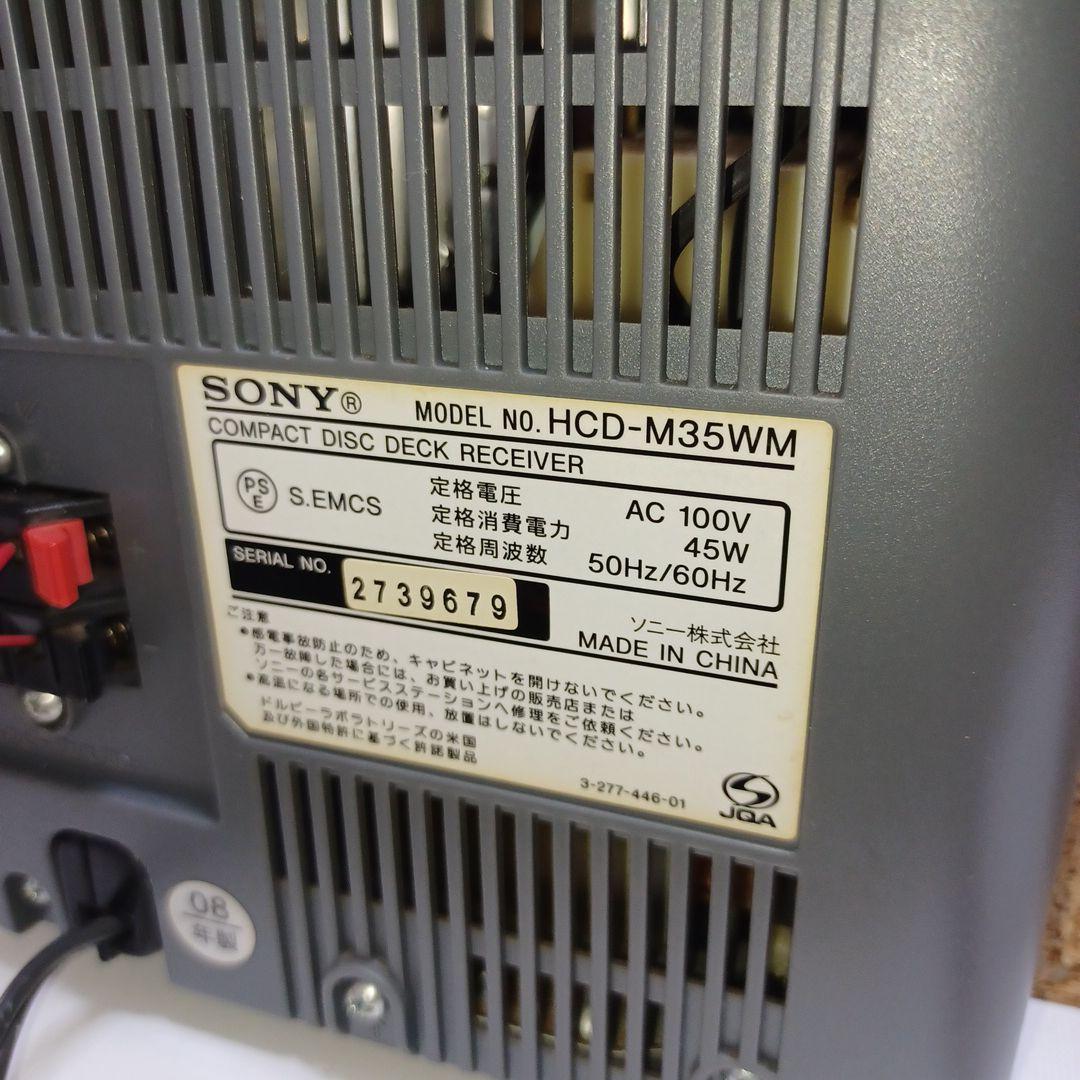 SONY® MODEL NO. HCD-M35WM
COMPACT DISC DECK RECEIVER
PSE S.EMCS
定格電圧 AC 100V
定格消費電力 45W
定格周波数 50Hz/60Hz
SERIAL NO. 2739679
ソニー株式会社
MADE IN CHINA
ご注意
●感電事故防止のため、キャビネットを開けないでください。
万一故障した場合には、お買い上げの販売店または
ソニーの各サービスステーションへ修理をご依頼ください。
●高温になる場所での使用、放置はしないでください。
ドルビーラボラトリーズの米国
及び外国特許に基づく許諾製品
3-277-446-01
JQA
08
年製